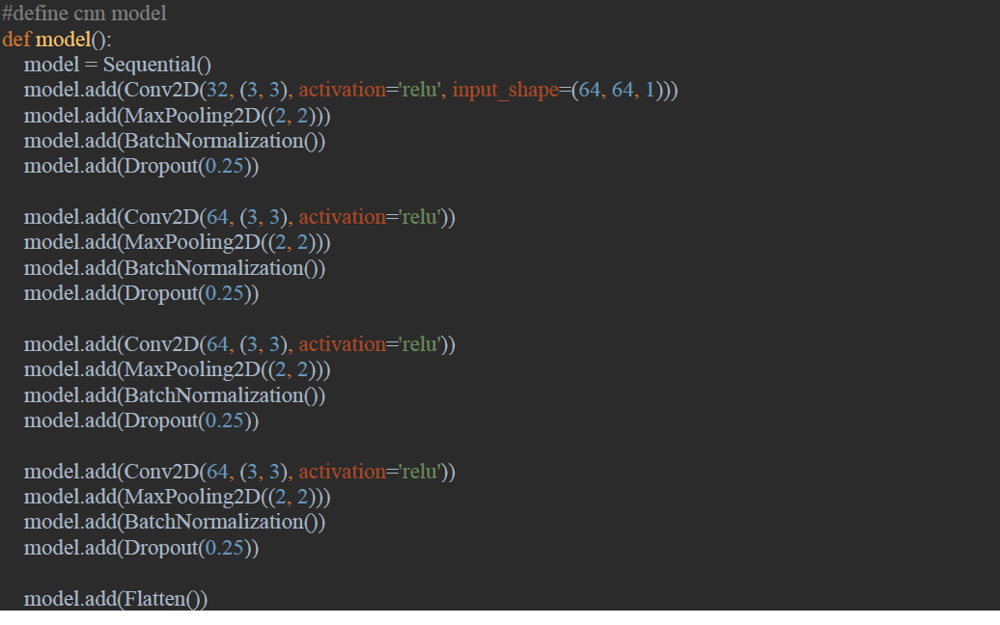 #define cnn model
def model():
    model = Sequential()
    model.add(Conv2D(32, (3, 3), activation='relu', input_shape=(64, 64, 1)))
    model.add(MaxPooling2D((2, 2)))
    model.add(BatchNormalization())
    model.add(Dropout(0.25))

    model.add(Conv2D(64, (3, 3), activation='relu'))
    model.add(MaxPooling2D((2, 2)))
    model.add(BatchNormalization())
    model.add(Dropout(0.25))

    model.add(Conv2D(64, (3, 3), activation='relu'))
    model.add(MaxPooling2D((2, 2)))
    model.add(BatchNormalization())
    model.add(Dropout(0.25))

    model.add(Conv2D(64, (3, 3), activation='relu'))
    model.add(MaxPooling2D((2, 2)))
    model.add(BatchNormalization())
    model.add(Dropout(0.25))

    model.add(Flatten())